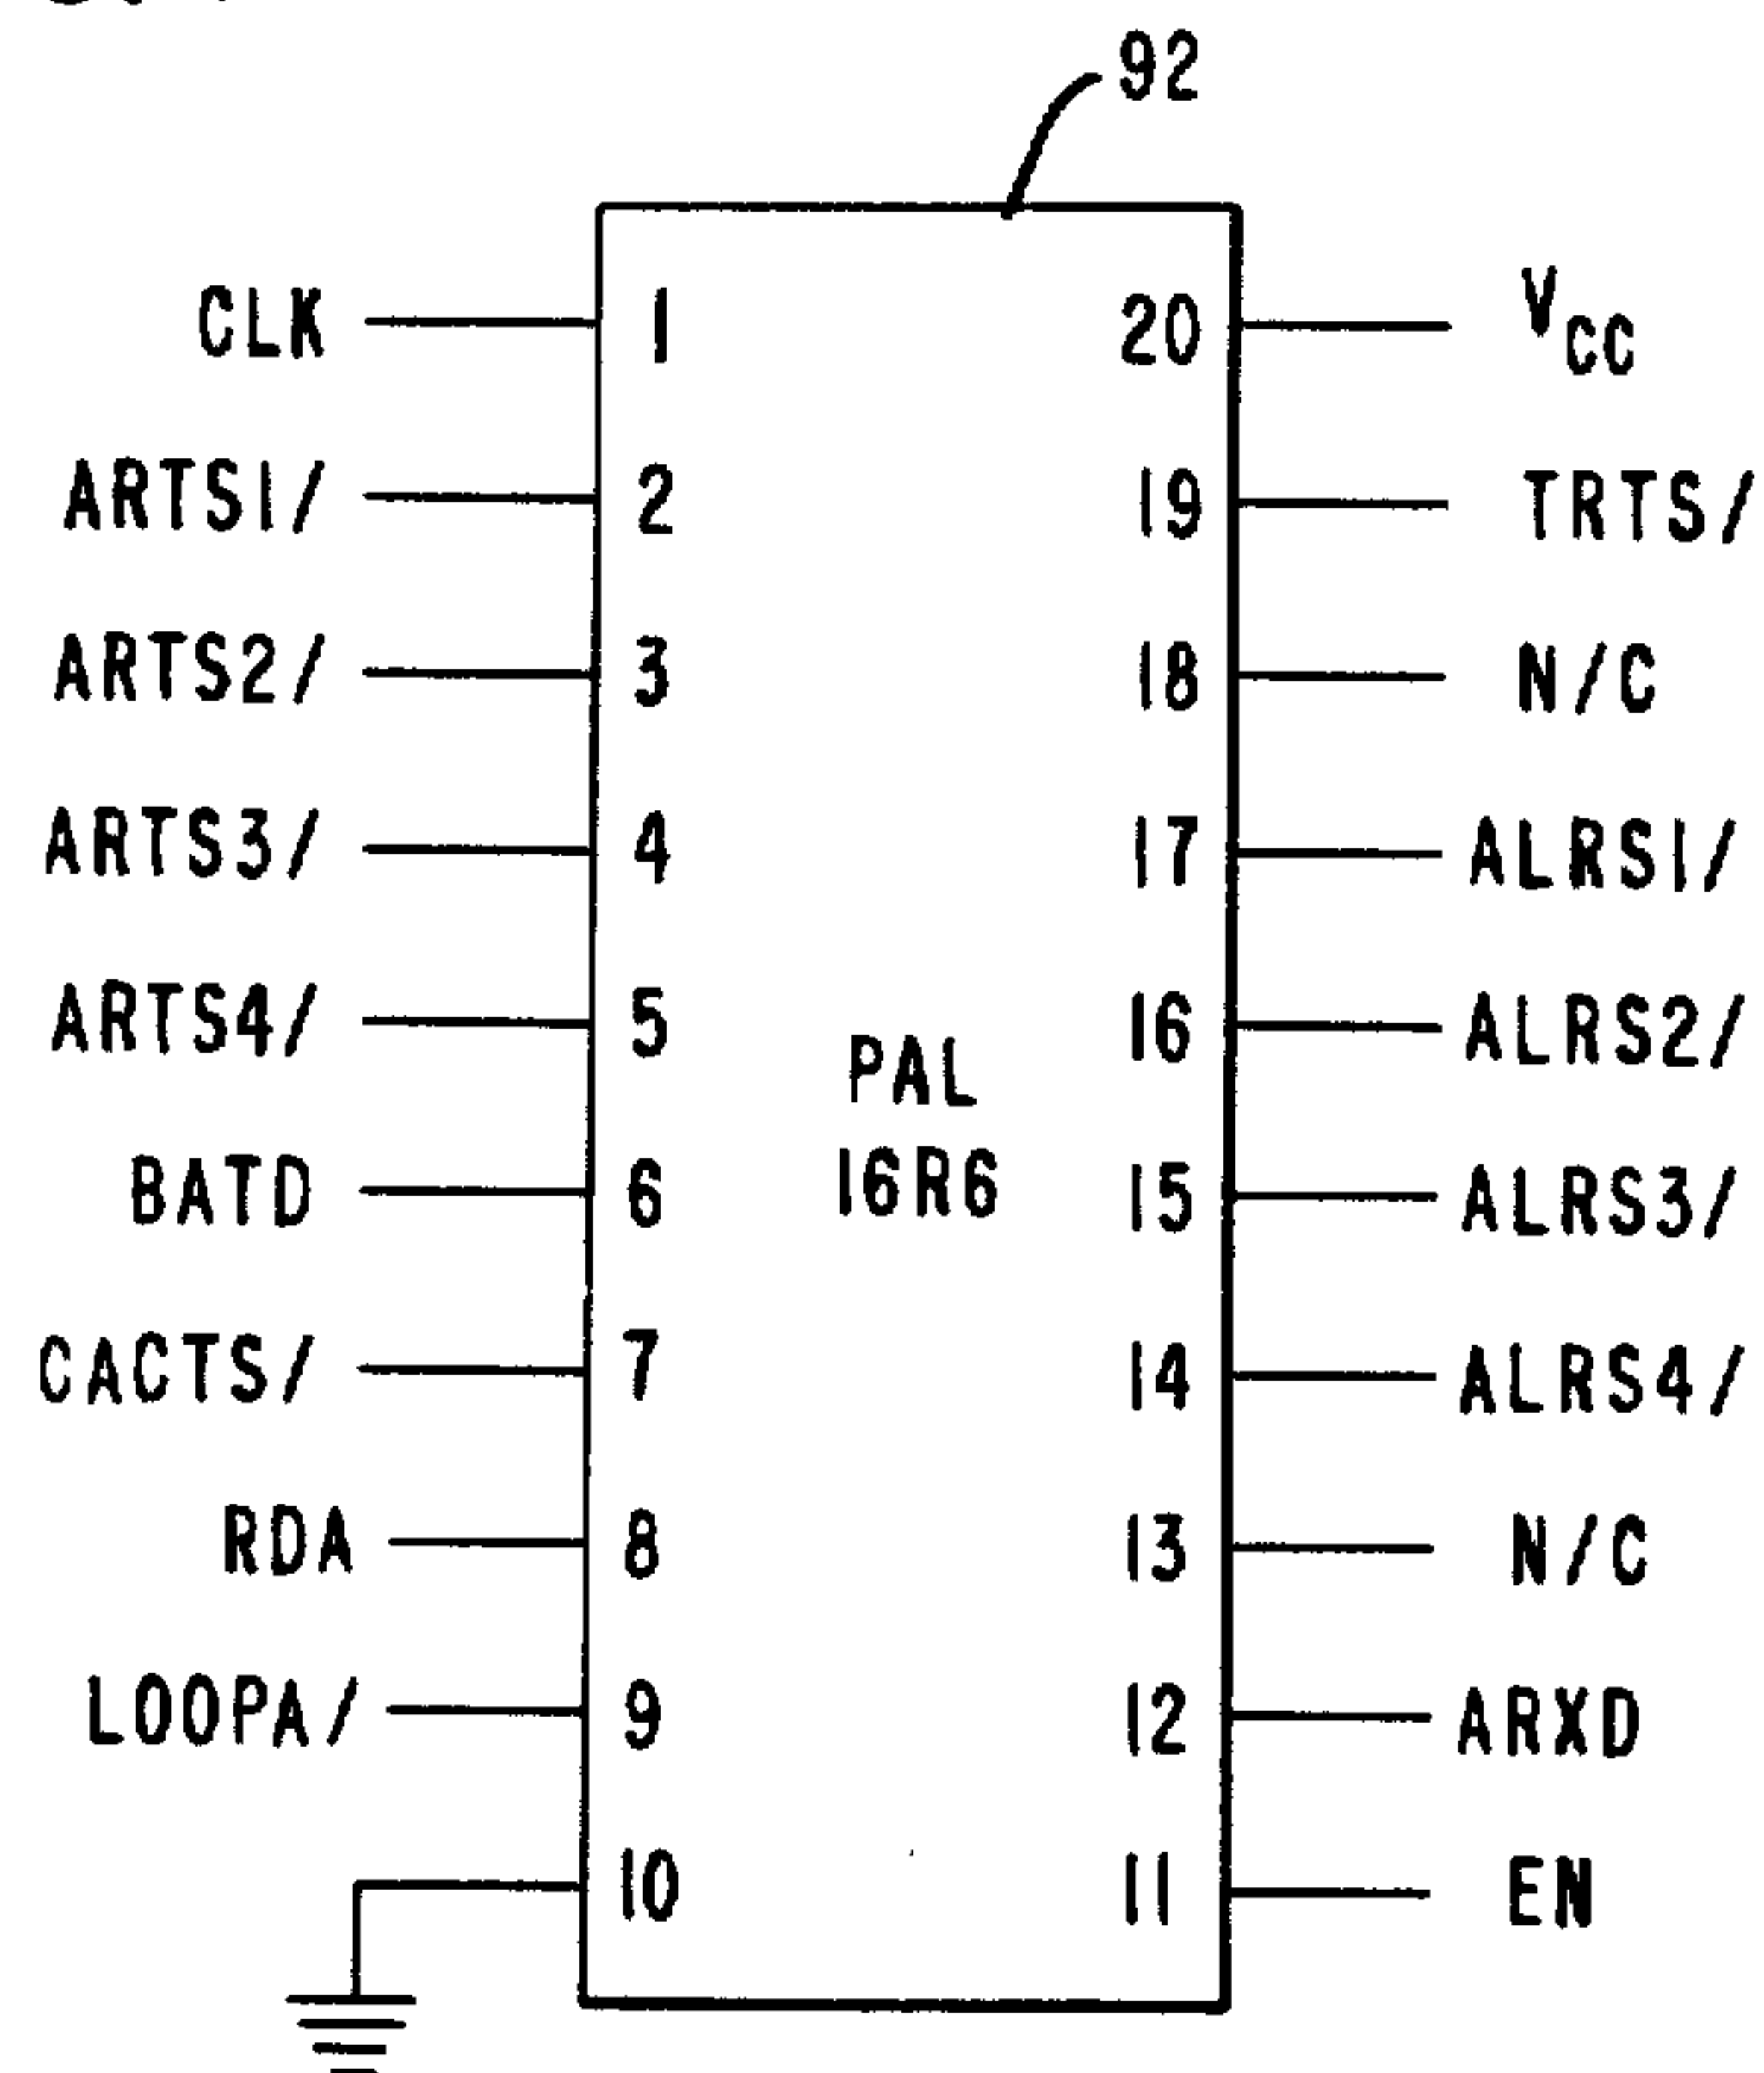 92
CLK 1 20 VCC
ARTS1/ 2 19 TRTS/
ARTS2/ 3 18 N/C
ARTS3/ 4 17 ALRS1/
ARTS4/ 5 16 ALRS2/
PAL
BATD 6 16R6 15 ALRS3/
CACTS/ 7 14 ALRS4/
RDA 8 13 N/C
LOOPA/ 9 12 ARXD
10 11 EN